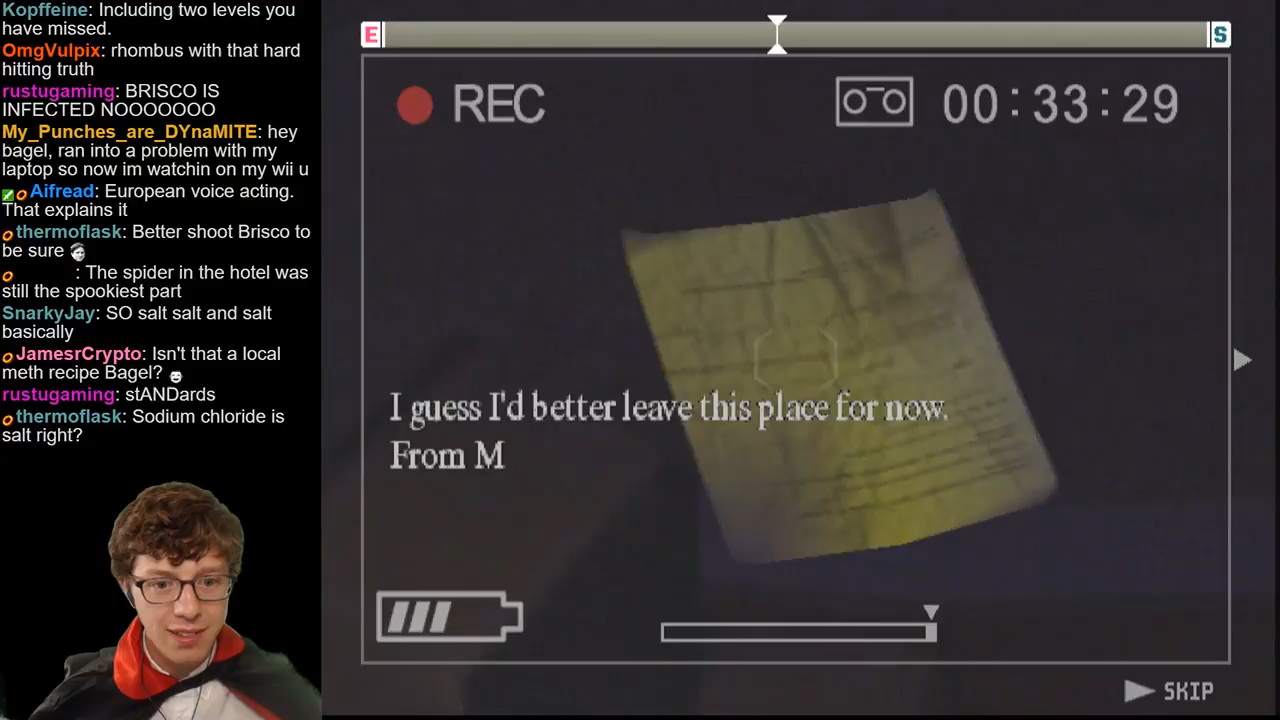 Kopffeine: Including two levels you
have missed.
OmgVulpix: rhombus with that hard
hitting truth
rustugaming: BRISCO IS
INFECTED NOOOOOOO
My_Punches_are_DYnaMITE: hey
bagel, ran into a problem with my
laptop so now im watchin on my wii u
Aifread: European voice acting.
That explains it
thermoflask: Better shoot Brisco to
be sure
: The spider in the hotel was
still the spookiest part
SnarkyJay: SO salt salt and salt
basically
JamesrCrypto: Isn't that a local
meth recipe Bagel?
rustugaming: stANDards
thermoflask: Sodium chloride is
salt right?
E
S
REC
00:33:29
I guess I'd better leave this place for now.
From M
SKIP